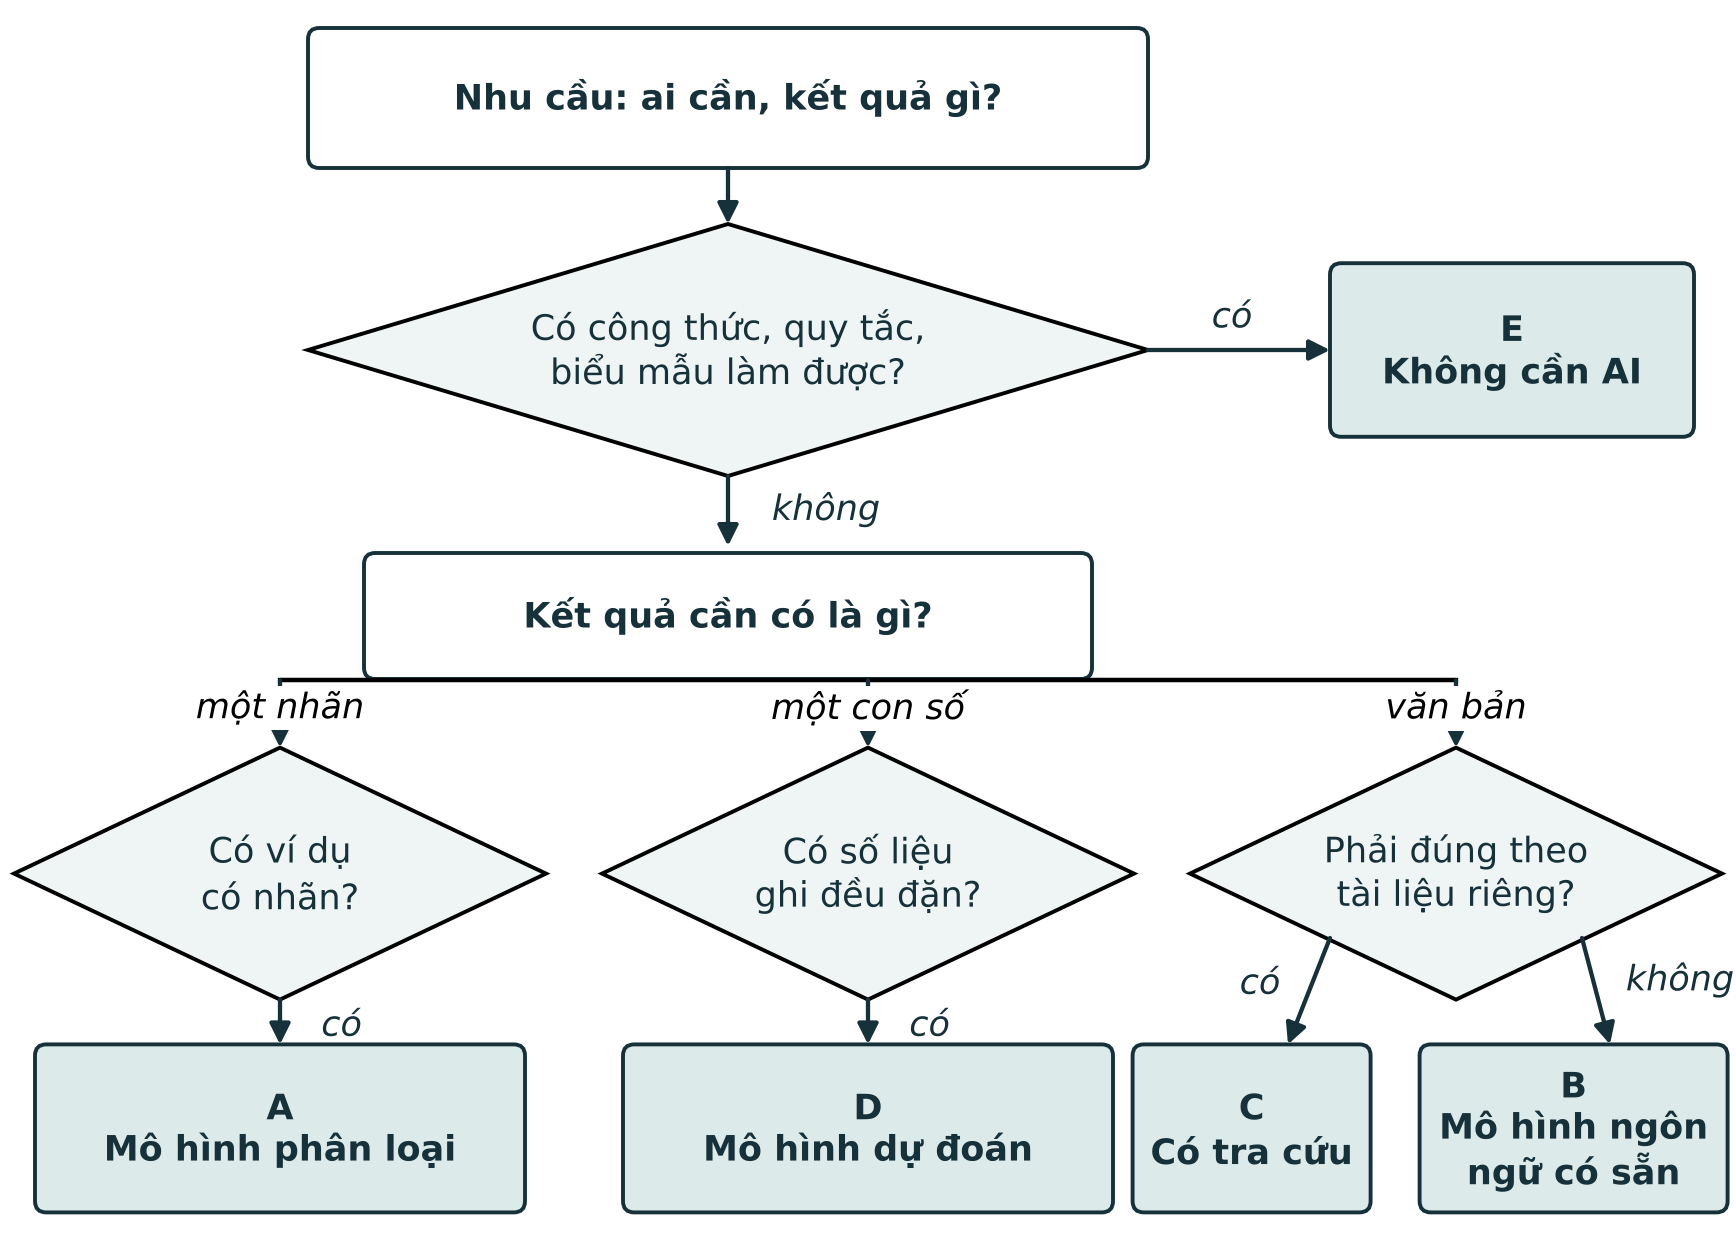 Nhu cầu: ai cần, kết quả gì?
Có công thức, quy tắc,
biểu mẫu làm được?
có
E
Không cần AI
không
Kết quả cần có là gì?
một nhãn
một con số
văn bản
Có ví dụ
có nhãn?
Có số liệu
ghi đều đặn?
Phải đúng theo
tài liệu riêng?
có
có
có
không
A
Mô hình phân loại
D
Mô hình dự đoán
C
Có tra cứu
B
Mô hình ngôn
ngữ có sẵn